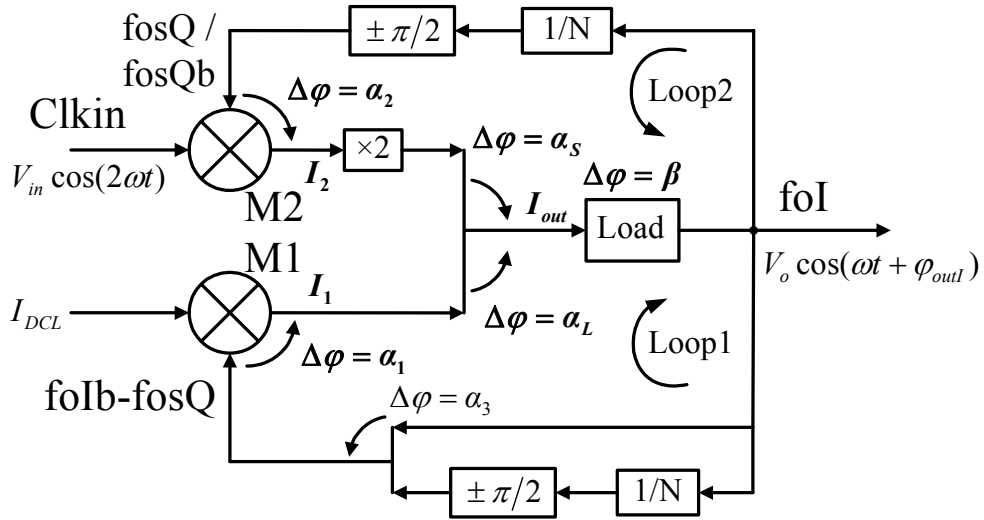 fosQ /
fosQb
± π/2
1/N
Loop2
Δφ = α₂
Clkin
V_in cos(2ωt)
×2
I₂
M2
Δφ = α_S
Δφ = β
I_out
Load
foI
V_o cos(ωt + φ_outI)
M1
I₁
I_DCL
Δφ = α_L
Δφ = α₁
Loop1
foIb-fosQ
Δφ = α₃
± π/2
1/N